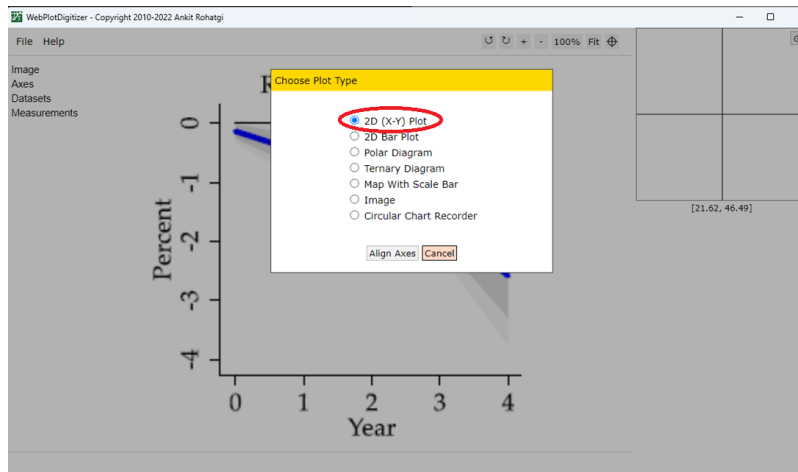 WebPlotDigitizer - Copyright 2010-2022 Ankit Rohatgi
File Help
100% Fit
Image
Axes
Datasets
Measurements
Choose Plot Type
2D (X-Y) Plot
2D Bar Plot
Polar Diagram
Ternary Diagram
Map With Scale Bar
Image
Circular Chart Recorder
Align Axes Cancel
[21.62, 46.49]
Percent
0
-1
-2
-3
-4
0 1 2 3 4
Year